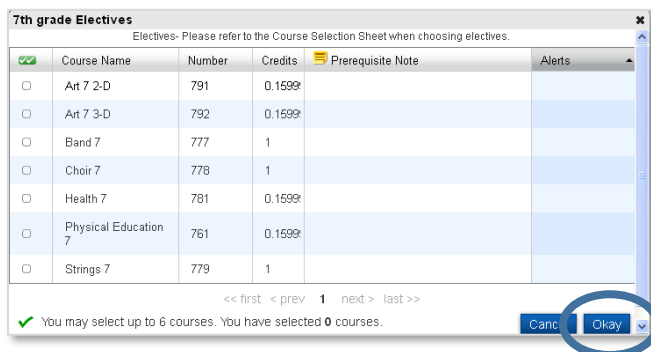 7th grade Electives
Electives- Please refer to the Course Selection Sheet when choosing electives.
Course Name Number Credits Prerequisite Note Alerts
Art 7 2-D 791 0.1599
Art 7 3-D 792 0.1599
Band 7 777 1
Choir 7 778 1
Health 7 781 0.1599
Physical Education 761 0.1599
7
Strings 7 779 1
<< first < prev 1 next > last >>
You may select up to 6 courses. You have selected 0 courses. Canc Okay